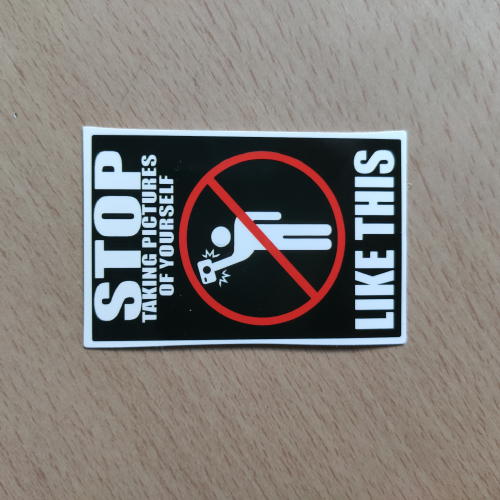 STOP
TAKING PICTURES
OF YOURSELF
LIKE THIS